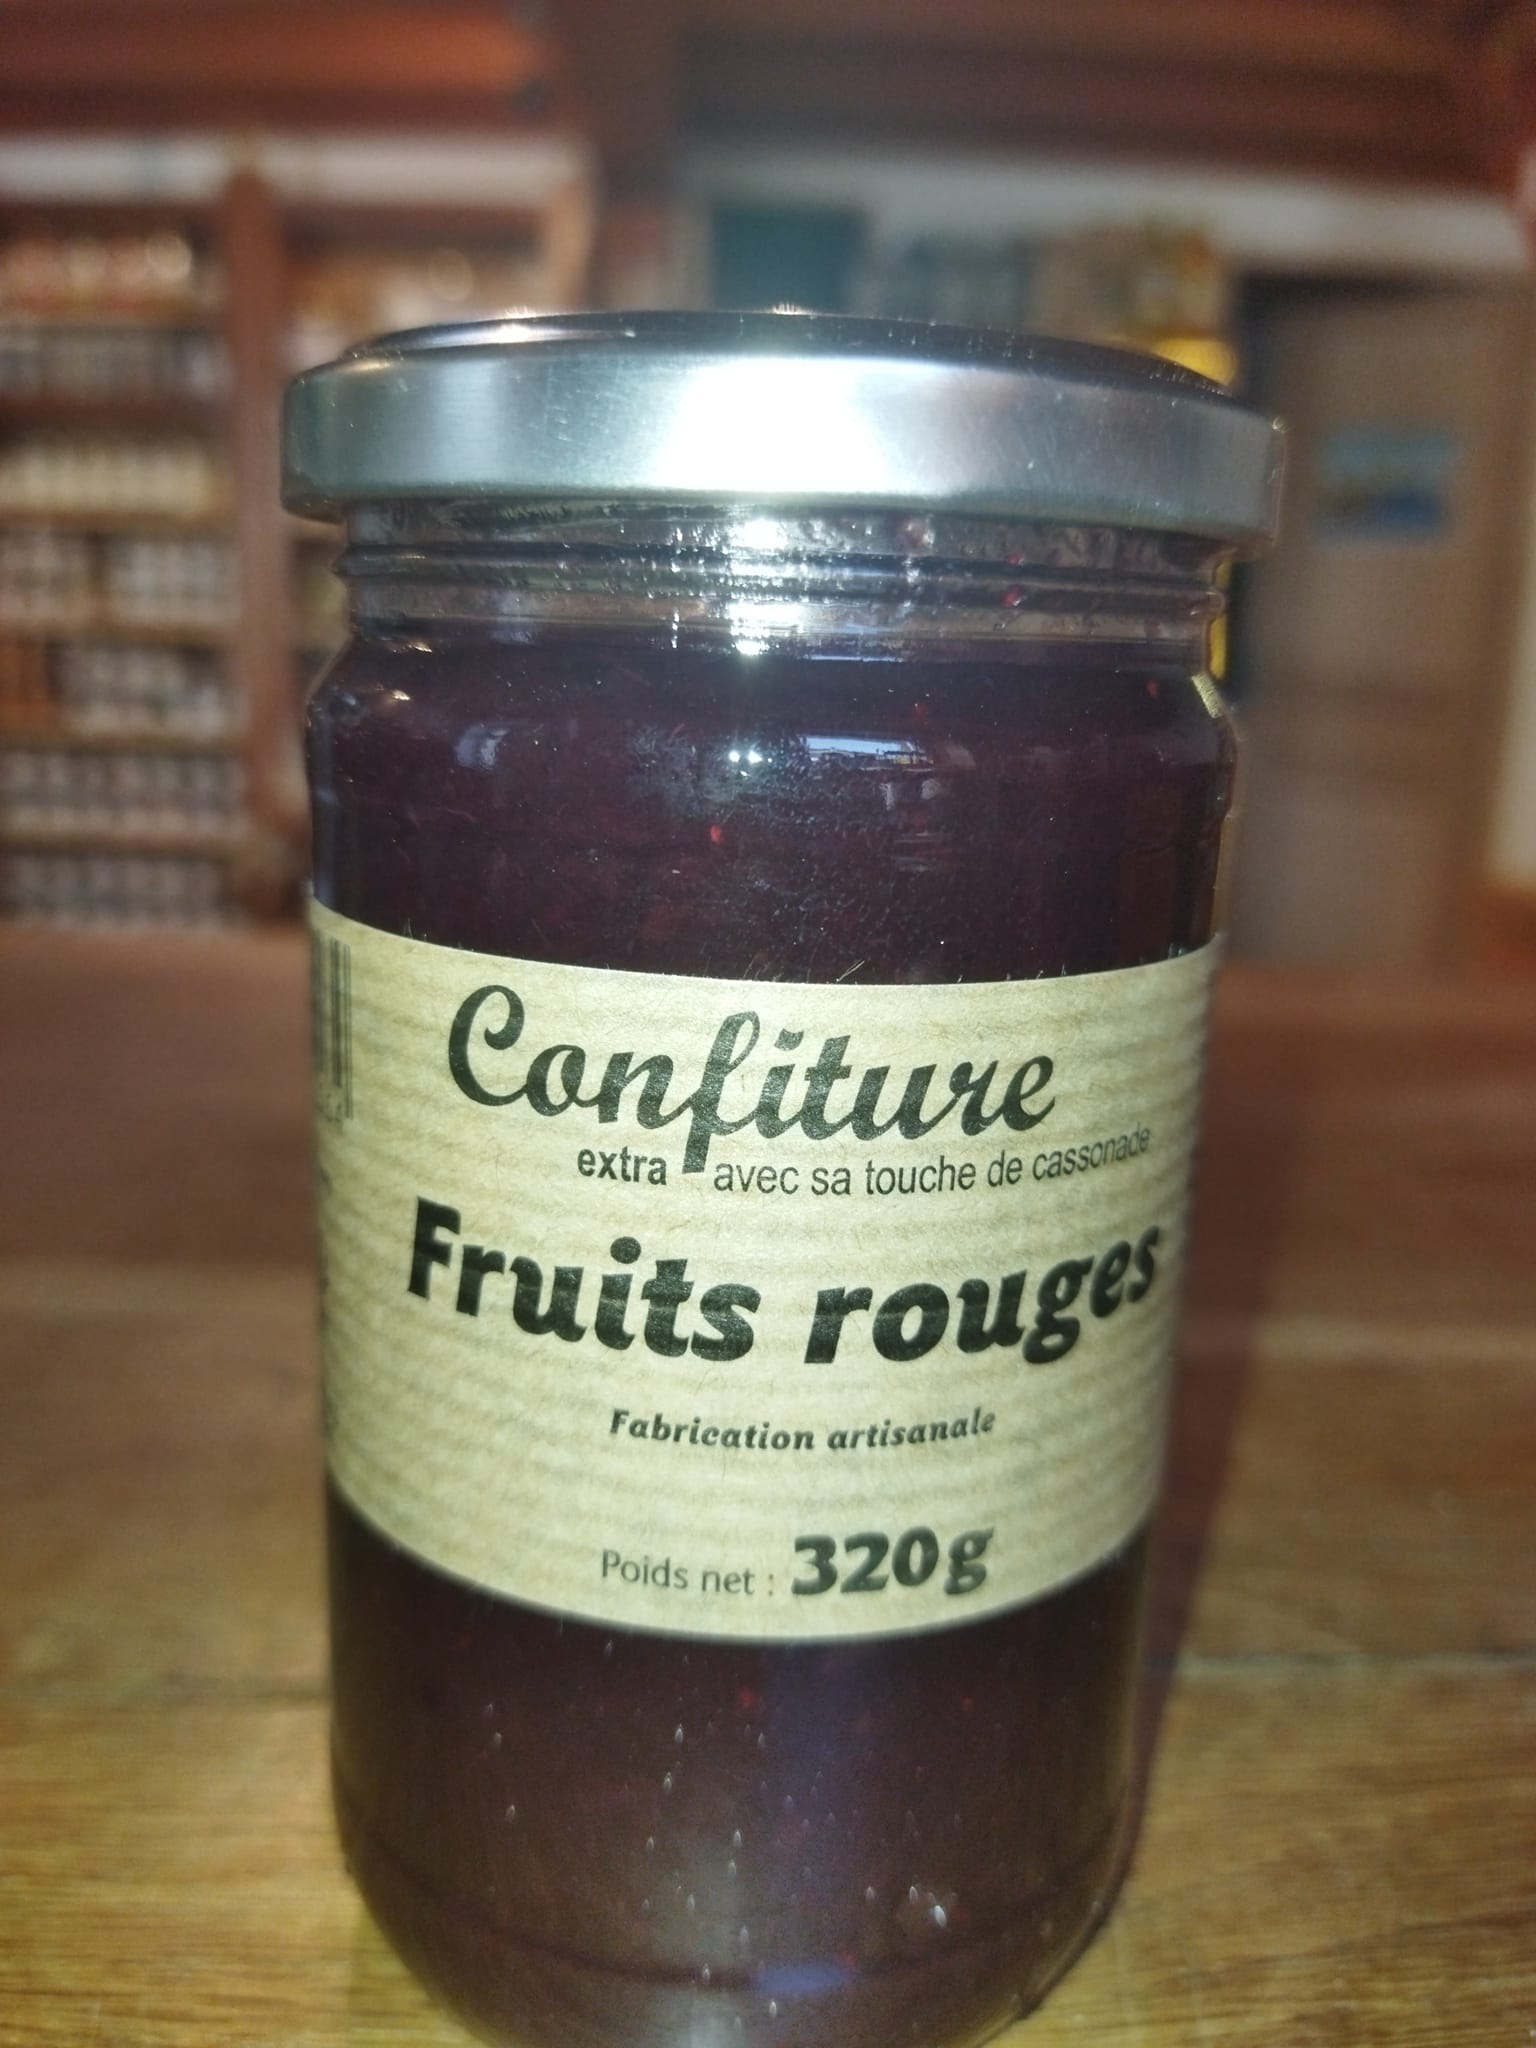 Confiture
extra avec sa touche de cassonade
Fruits rouges
Fabrication artisanale
Poids net : 320g